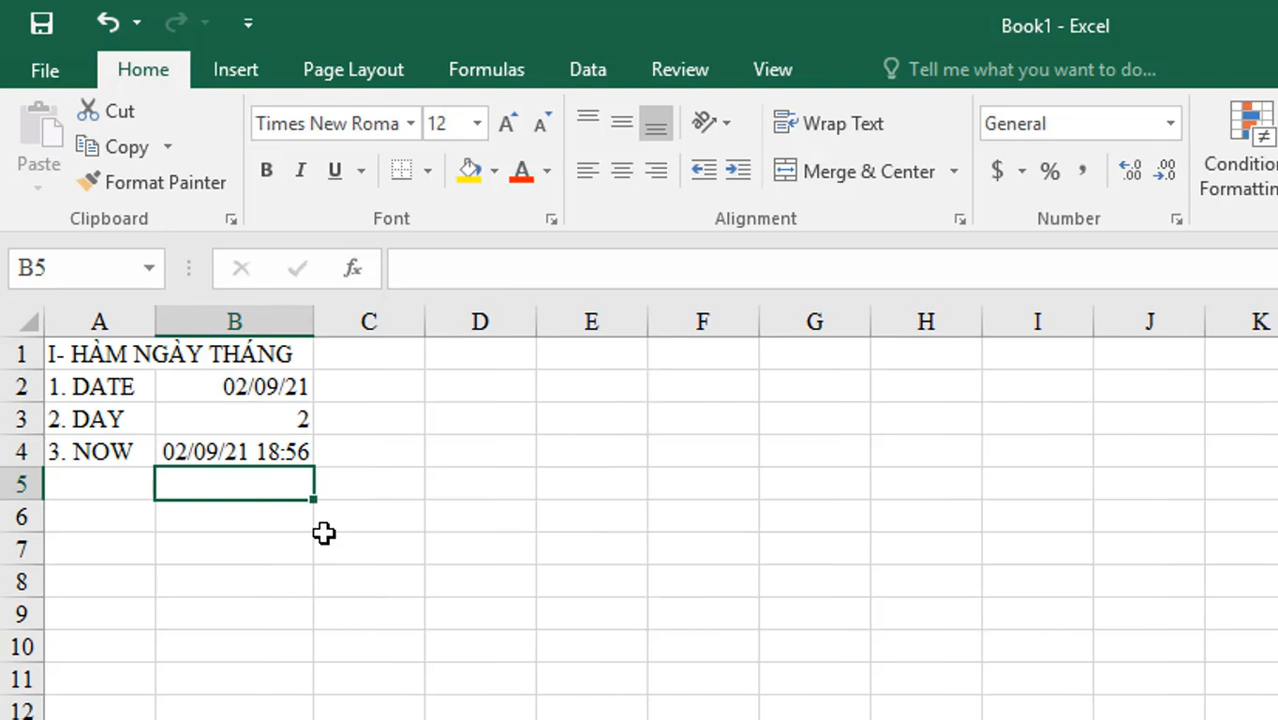 Book1 - Excel
File Home Insert Page Layout Formulas Data Review View Tell me what you want to do...
Paste
Cut
Copy
Format Painter
Clipboard
Times New Roma 12
B I U
Font
Wrap Text
Merge & Center
Alignment
General
$ % ,
Number
Condition
Formatting
B5 fx
A B C D E F G H I J K
1 I- HÀM NGÀY THÁNG
2 1. DATE 02/09/21
3 2. DAY 2
4 3. NOW 02/09/21 18:56
5
6
7
8
9
10
11
12